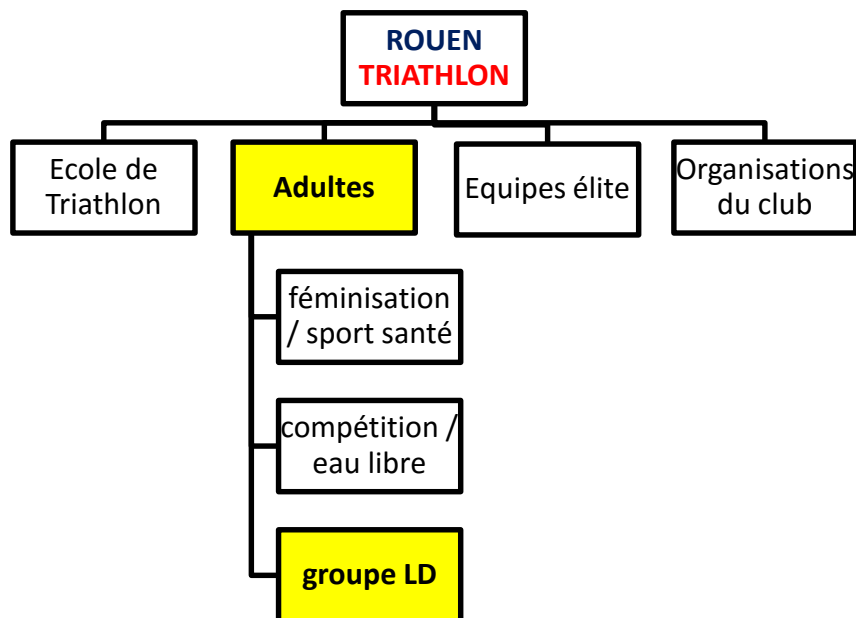 ROUEN
TRIATHLON
Ecole de
Triathlon
Adultes
Equipes élite
Organisations
du club
féminisation
/ sport santé
compétition /
eau libre
groupe LD